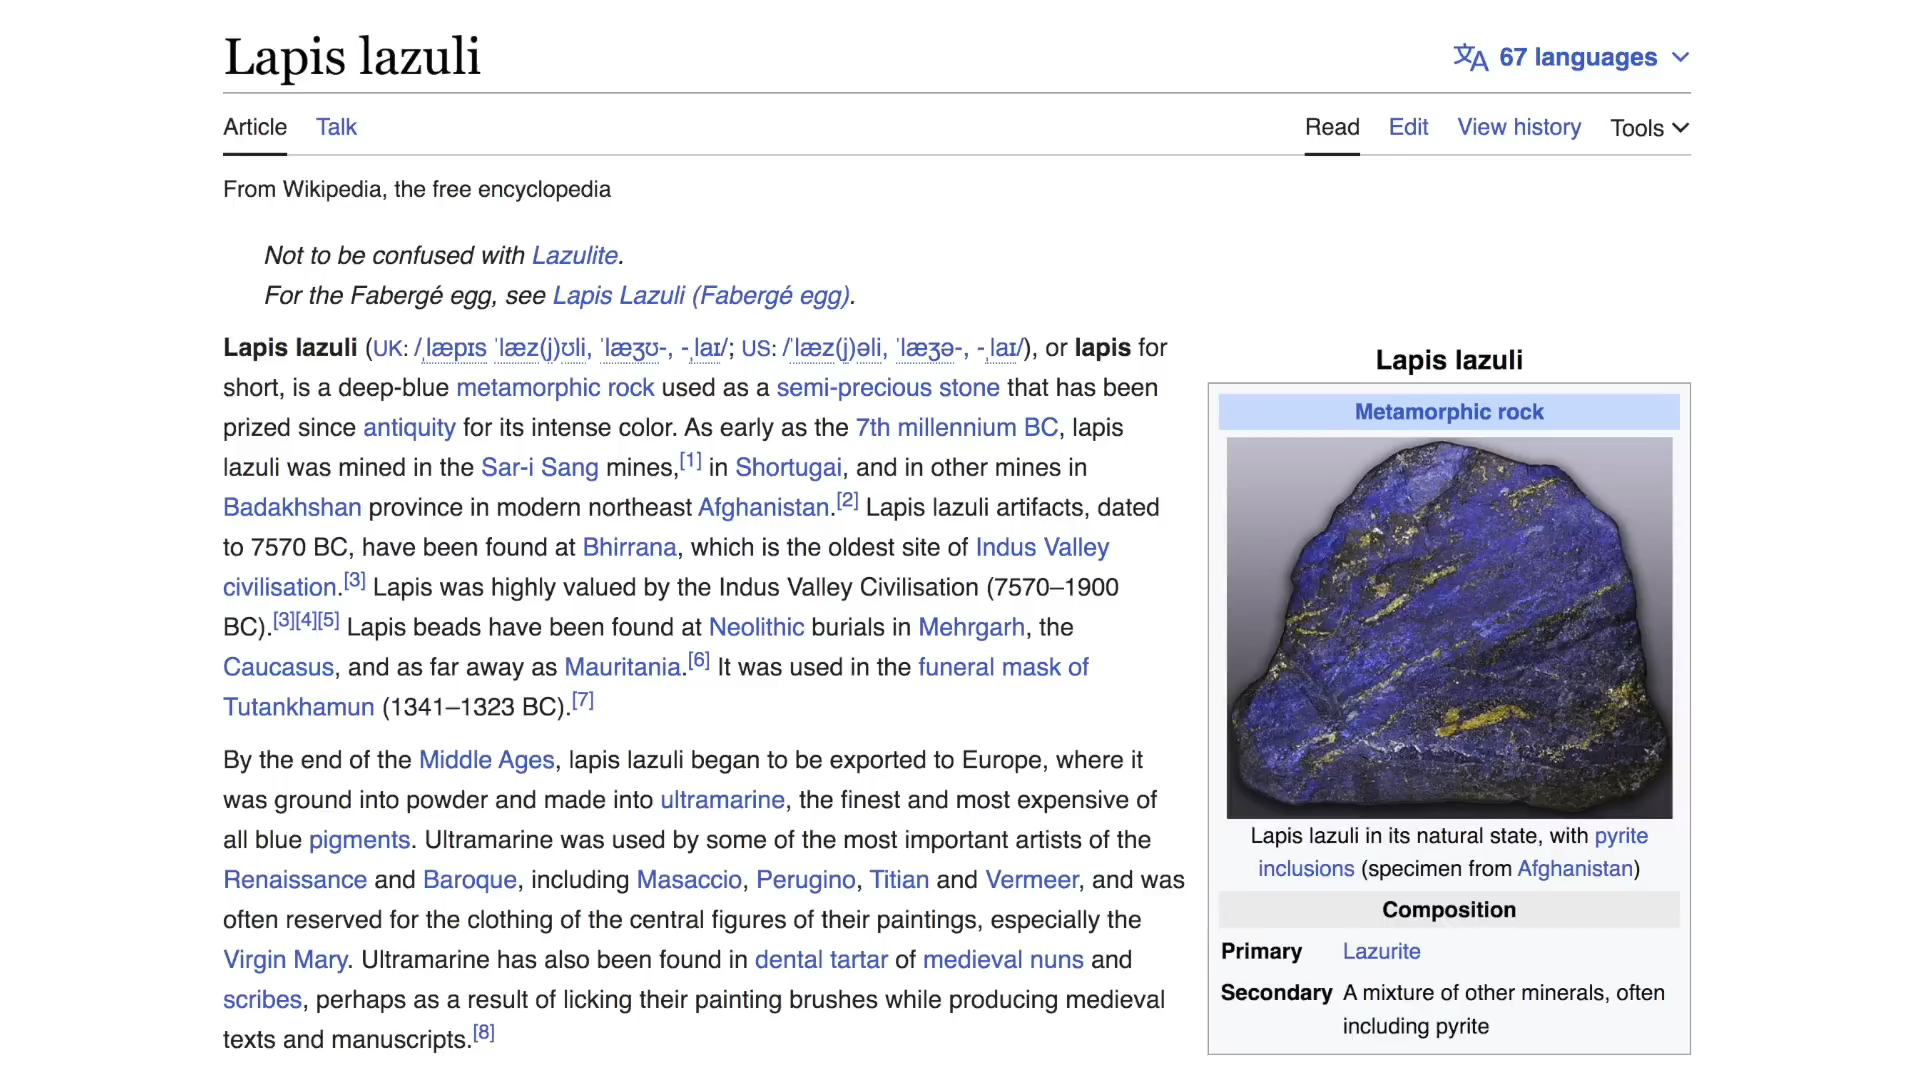 Lapis lazuli
文A 67 languages
Article Talk
Read Edit View history Tools
From Wikipedia, the free encyclopedia
Not to be confused with Lazulite.
For the Fabergé egg, see Lapis Lazuli (Fabergé egg).
Lapis lazuli (UK: /ˌlæpɪs ˈlæz(j)ʊli, ˈlæʒʊ-, -ˌlaɪ/; US: /ˈlæz(j)əli, ˈlæʒə-, -ˌlaɪ/), or lapis for
short, is a deep-blue metamorphic rock used as a semi-precious stone that has been
prized since antiquity for its intense color. As early as the 7th millennium BC, lapis
lazuli was mined in the Sar-i Sang mines,[1] in Shortugai, and in other mines in
Badakhshan province in modern northeast Afghanistan.[2] Lapis lazuli artifacts, dated
to 7570 BC, have been found at Bhirrana, which is the oldest site of Indus Valley
civilisation.[3] Lapis was highly valued by the Indus Valley Civilisation (7570–1900
BC).[3][4][5] Lapis beads have been found at Neolithic burials in Mehrgarh, the
Caucasus, and as far away as Mauritania.[6] It was used in the funeral mask of
Tutankhamun (1341–1323 BC).[7]
By the end of the Middle Ages, lapis lazuli began to be exported to Europe, where it
was ground into powder and made into ultramarine, the finest and most expensive of
all blue pigments. Ultramarine was used by some of the most important artists of the
Renaissance and Baroque, including Masaccio, Perugino, Titian and Vermeer, and was
often reserved for the clothing of the central figures of their paintings, especially the
Virgin Mary. Ultramarine has also been found in dental tartar of medieval nuns and
scribes, perhaps as a result of licking their painting brushes while producing medieval
texts and manuscripts.[8]
Lapis lazuli
Metamorphic rock
Lapis lazuli in its natural state, with pyrite
inclusions (specimen from Afghanistan)
Composition
Primary Lazurite
Secondary A mixture of other minerals, often
including pyrite